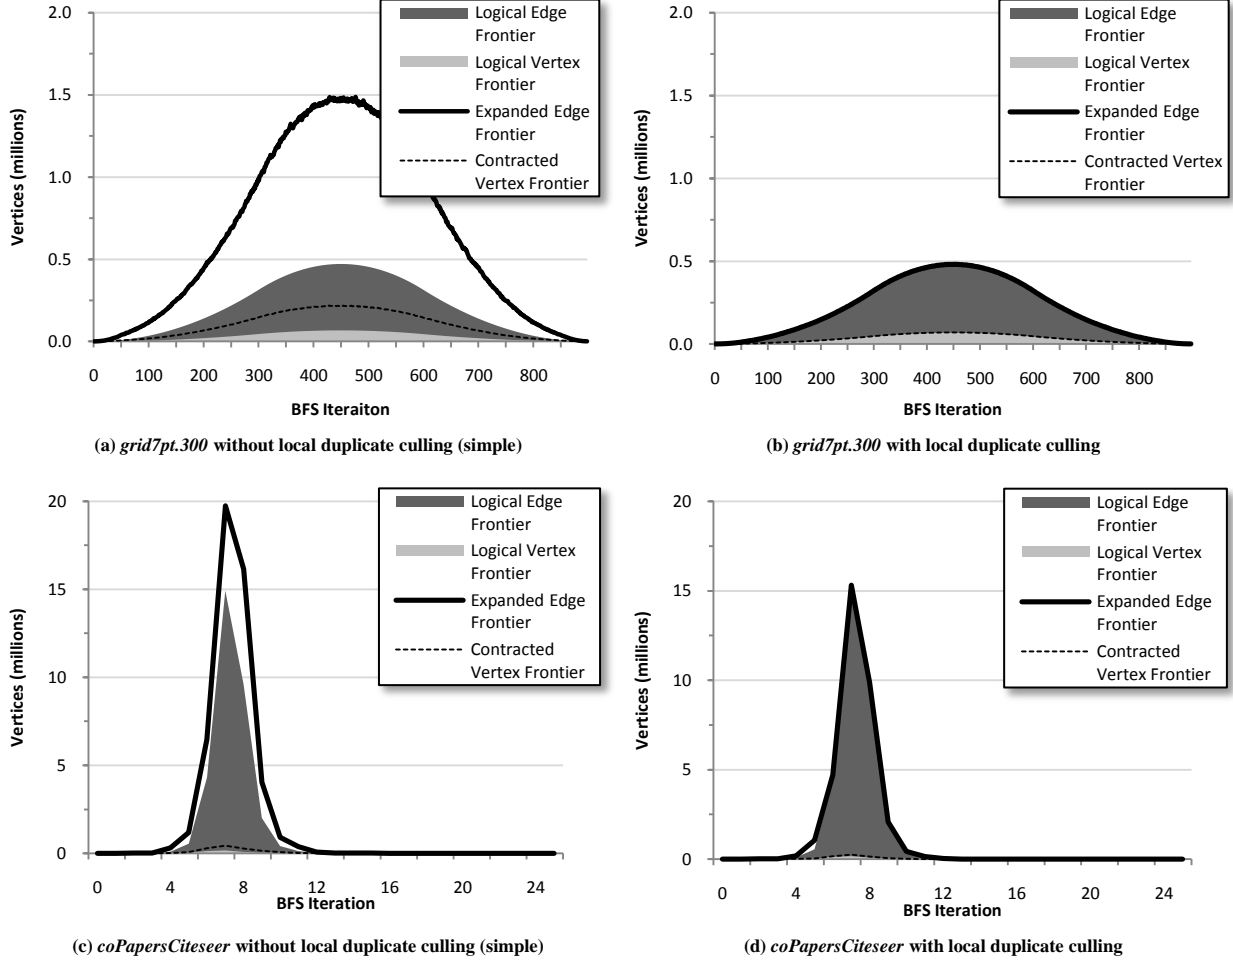 2.0
1.5
1.0
0.5
0.0
Vertices (millions)
0 100 200 300 400 500 600 700 800
BFS Iteraiton
Logical Edge
Frontier
Logical Vertex
Frontier
Expanded Edge
Frontier
Contracted
Vertex Frontier
(a) grid7pt.300 without local duplicate culling (simple)
2.0
1.5
1.0
0.5
0.0
Vertices (millions)
0 100 200 300 400 500 600 700 800
BFS Iteration
Logical Edge
Frontier
Logical Vertex
Frontier
Expanded Edge
Frontier
Contracted Vertex
Frontier
(b) grid7pt.300 with local duplicate culling
20
15
10
5
0
Vertices (millions)
0 4 8 12 16 20 24
BFS Iteration
Logical Edge
Frontier
Logical Vertex
Frontier
Expanded Edge
Frontier
Contracted
Vertex Frontier
(c) coPapersCiteseer without local duplicate culling (simple)
20
15
10
5
0
Vertices (millions)
0 4 8 12 16 20 24
BFS Iteration
Logical Edge
Frontier
Logical Vertex
Frontier
Expanded Edge
Frontier
Contracted
Vertex Frontier
(d) coPapersCiteseer with local duplicate culling